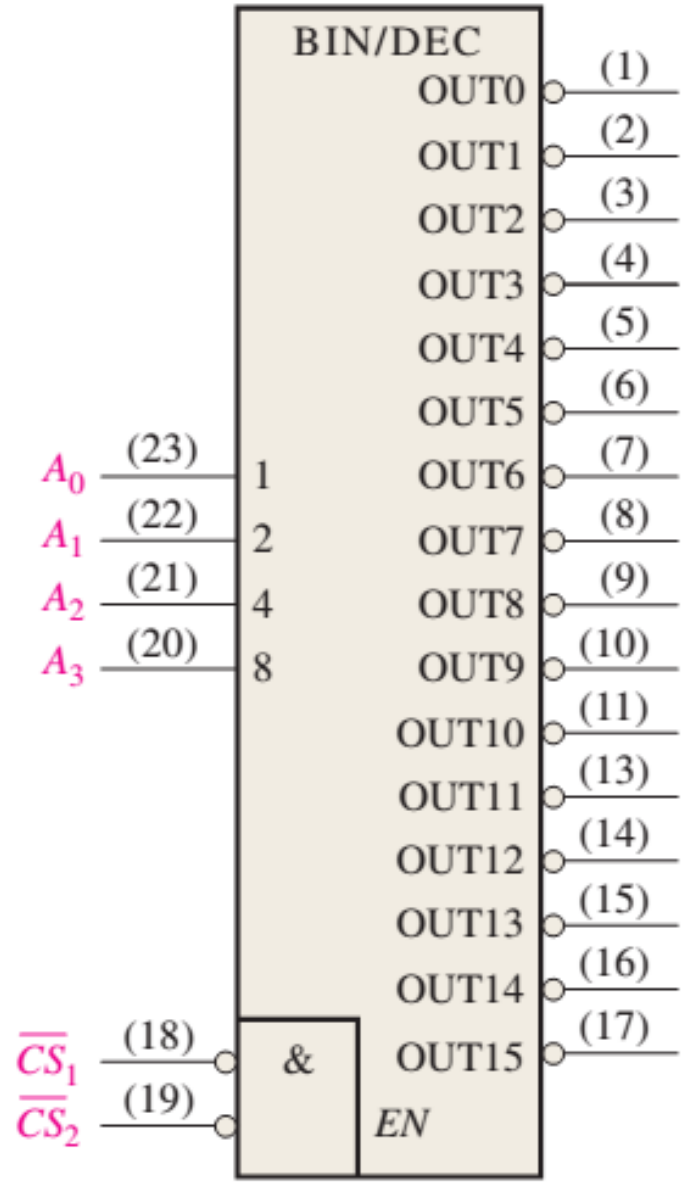 BIN/DEC
OUT0 (1)
OUT1 (2)
OUT2 (3)
OUT3 (4)
OUT4 (5)
OUT5 (6)
A₀ (23) 1 OUT6 (7)
A₁ (22) 2 OUT7 (8)
A₂ (21) 4 OUT8 (9)
A₃ (20) 8 OUT9 (10)
OUT10 (11)
OUT11 (13)
OUT12 (14)
OUT13 (15)
OUT14 (16)
C̅S̅₁ (18) & OUT15 (17)
C̅S̅₂ (19) EN